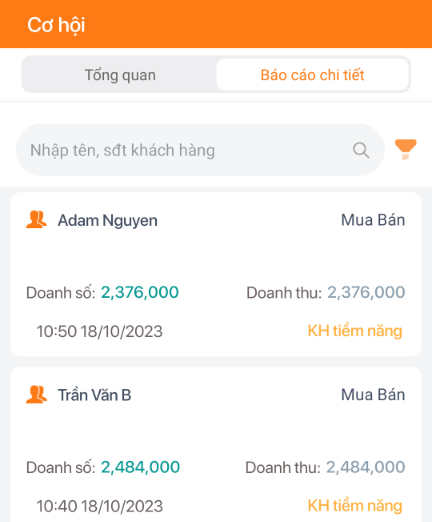 Cơ hội
Tổng quan Báo cáo chi tiết
Nhập tên, sđt khách hàng
Adam Nguyen Mua Bán
Doanh số: 2,376,000 Doanh thu: 2,376,000
10:50 18/10/2023 KH tiềm năng
Trần Văn B Mua Bán
Doanh số: 2,484,000 Doanh thu: 2,484,000
10:40 18/10/2023 KH tiềm năng